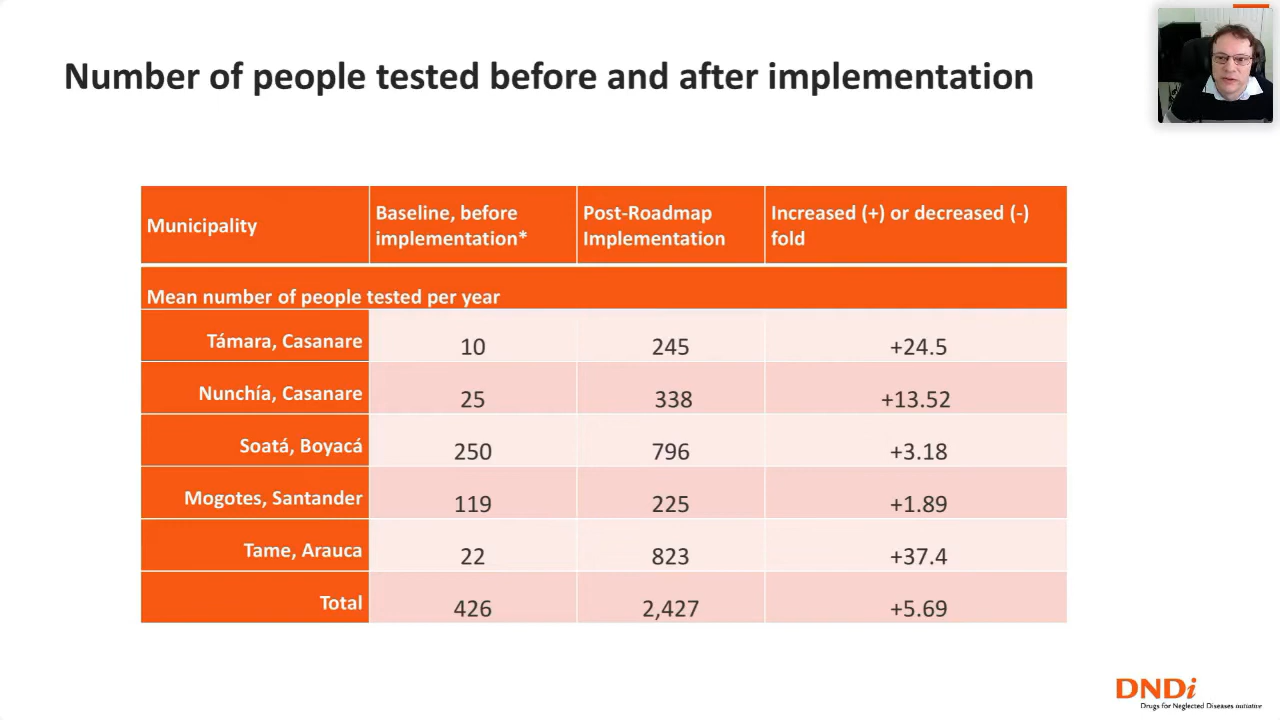 Number of people tested before and after implementation
Municipality
Baseline, before
implementation*
Post-Roadmap
Implementation
Increased (+) or decreased (-)
fold
Mean number of people tested per year
Támara, Casanare 10 245 +24.5
Nunchía, Casanare 25 338 +13.52
Soatá, Boyacá 250 796 +3.18
Mogotes, Santander 119 225 +1.89
Tame, Arauca 22 823 +37.4
Total 426 2,427 +5.69
DNDi
Drugs for Neglected Diseases initiative